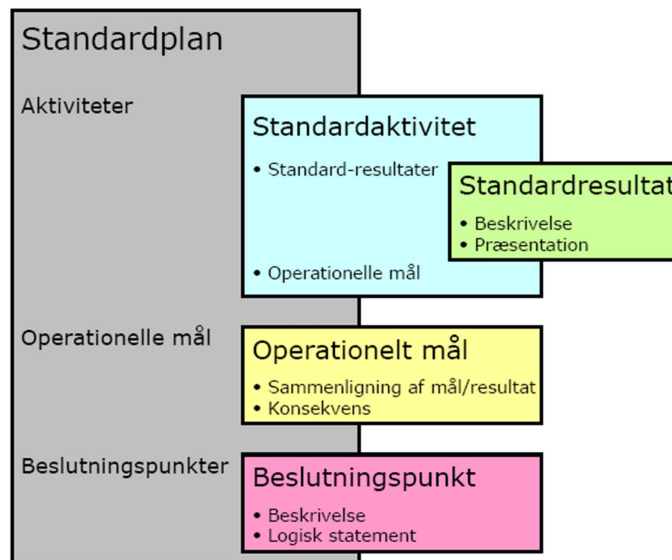 Standardplan
Aktiviteter
Standardaktivitet
• Standard-resultater
Standardresultat
• Beskrivelse
• Præsentation
• Operationelle mål
Operationelle mål
Operationelt mål
• Sammenligning af mål/resultat
• Konsekvens
Beslutningspunkter
Beslutningspunkt
• Beskrivelse
• Logisk statement